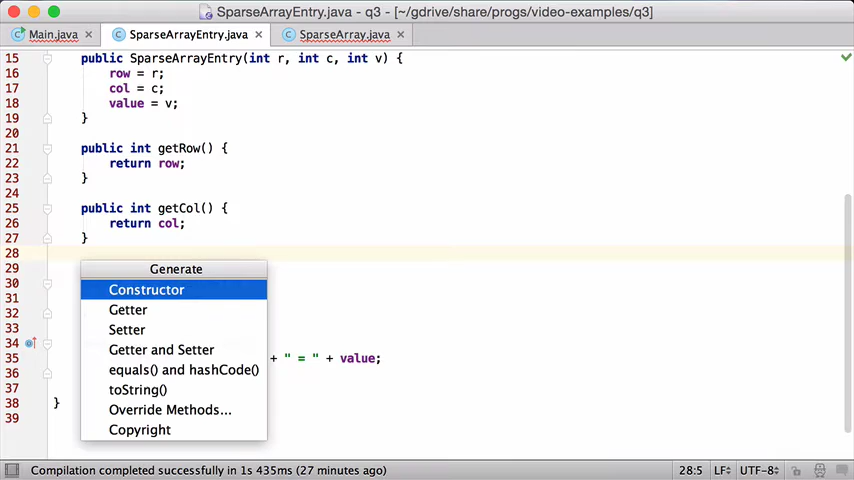 SparseArrayEntry.java - q3 - [~/gdrive/share/progs/video-examples/q3]
Main.java SparseArrayEntry.java SparseArray.java
15 public SparseArrayEntry(int r, int c, int v) {
16 row = r;
17 col = c;
18 value = v;
19 }
20
21 public int getRow() {
22 return row;
23 }
24
25 public int getCol() {
26 return col;
27 }
28
Generate
29
Constructor
30
Getter
31
32
Setter
33
34
Getter and Setter
35 + " = " + value;
equals() and hashCode()
36
toString()
37
38 }
Override Methods...
39
Copyright
Compilation completed successfully in 1s 435ms (27 minutes ago) 28:5 LF UTF-8